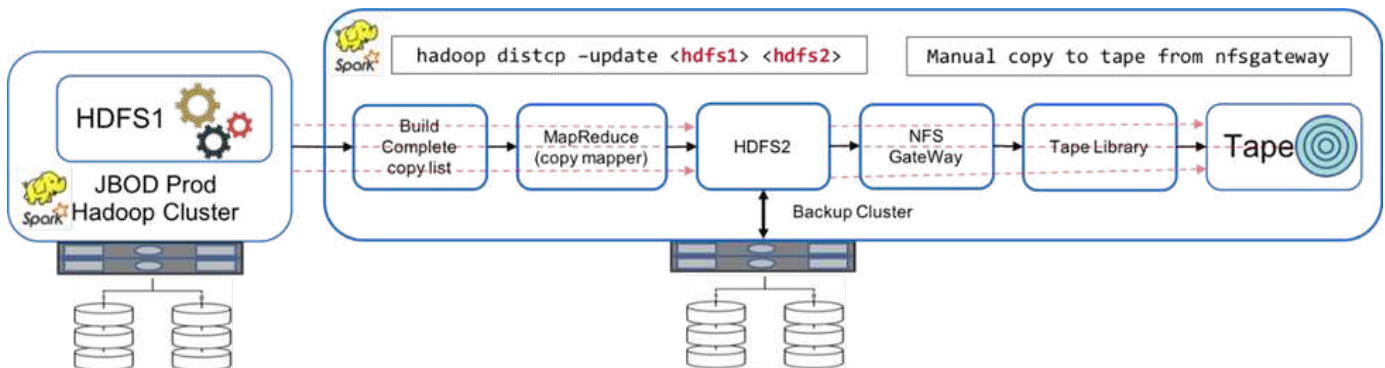 HDFS1
JBOD Prod
Hadoop Cluster
Spark
Spark
hadoop distcp –update <hdfs1> <hdfs2>
Manual copy to tape from nfsgateway
Build
Complete
copy list
MapReduce
(copy mapper)
HDFS2
NFS
GateWay
Tape Library
Tape
Backup Cluster